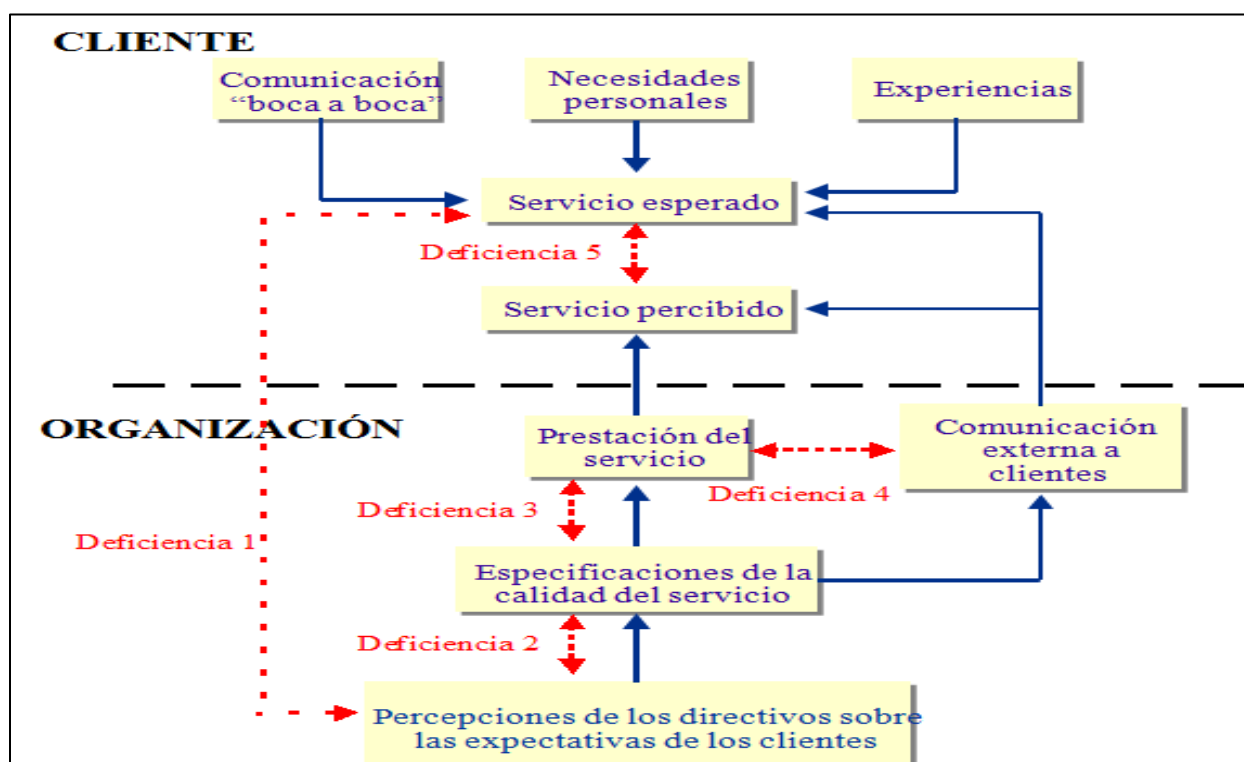 CLIENTE
Comunicación
“boca a boca”
Necesidades
personales
Experiencias
Servicio esperado
Deficiencia 5
Servicio percibido
ORGANIZACIÓN
Prestación del
servicio
Comunicación
externa a
clientes
Deficiencia 4
Deficiencia 3
Deficiencia 1
Especificaciones de la
calidad del servicio
Deficiencia 2
Percepciones de los directivos sobre
las expectativas de los clientes